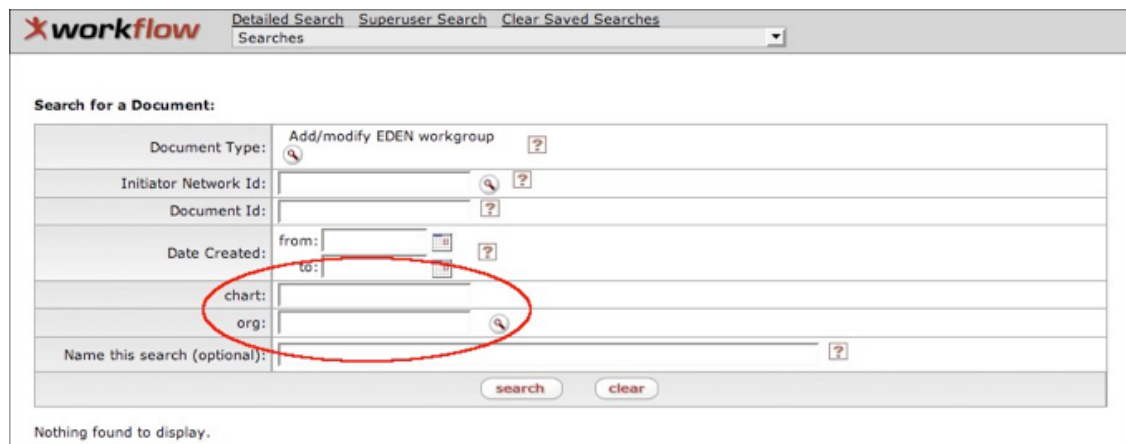 workflow
Detailed Search Superuser Search Clear Saved Searches
Searches
Search for a Document:
Document Type: Add/modify EDEN workgroup ?
Initiator Network Id: ?
Document Id: ?
Date Created: from: ?
to:
chart:
org:
Name this search (optional): ?
search clear
Nothing found to display.